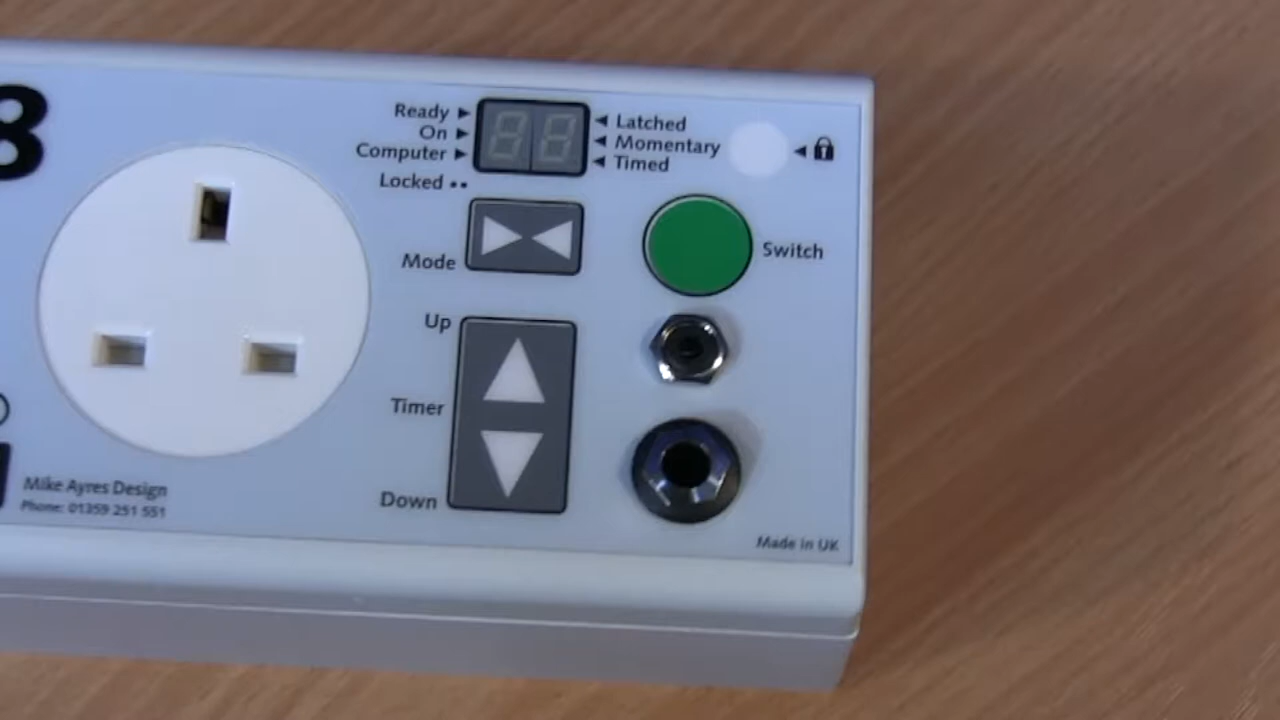 8
Ready ▶
On ▶
Computer ▶
Locked ••
◀ Latched
◀ Momentary
◀ Timed
Mode
Switch
Up
Timer
Down
Mike Ayres Design
Phone: 01359 251 551
Made in UK